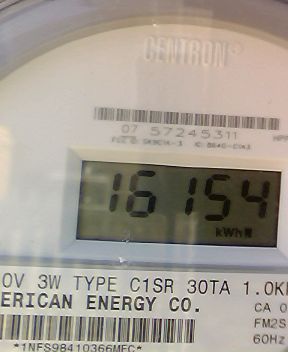 CENTRON®
07 57245311
16154
kWh
0V 3W TYPE C1SR 30TA 1.0K
ERICAN ENERGY CO.
CA 0
FM2S
60Hz
*1NFS98410366MFC*